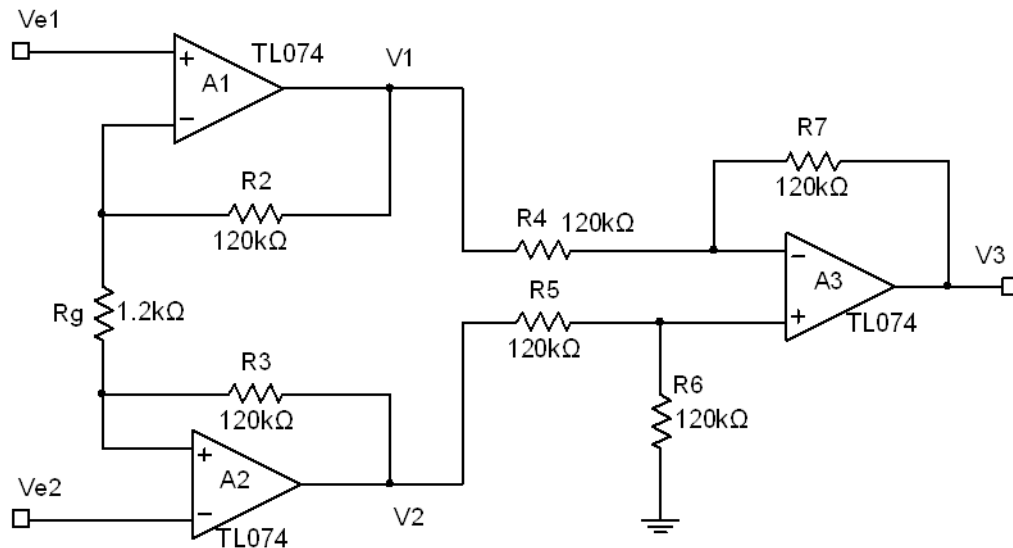 Ve1
+
A1
−
TL074
V1
R2
120kΩ
Rg
1.2kΩ
R3
120kΩ
Ve2
+
A2
−
TL074
V2
R4
120kΩ
R5
120kΩ
R6
120kΩ
R7
120kΩ
−
A3
+
TL074
V3